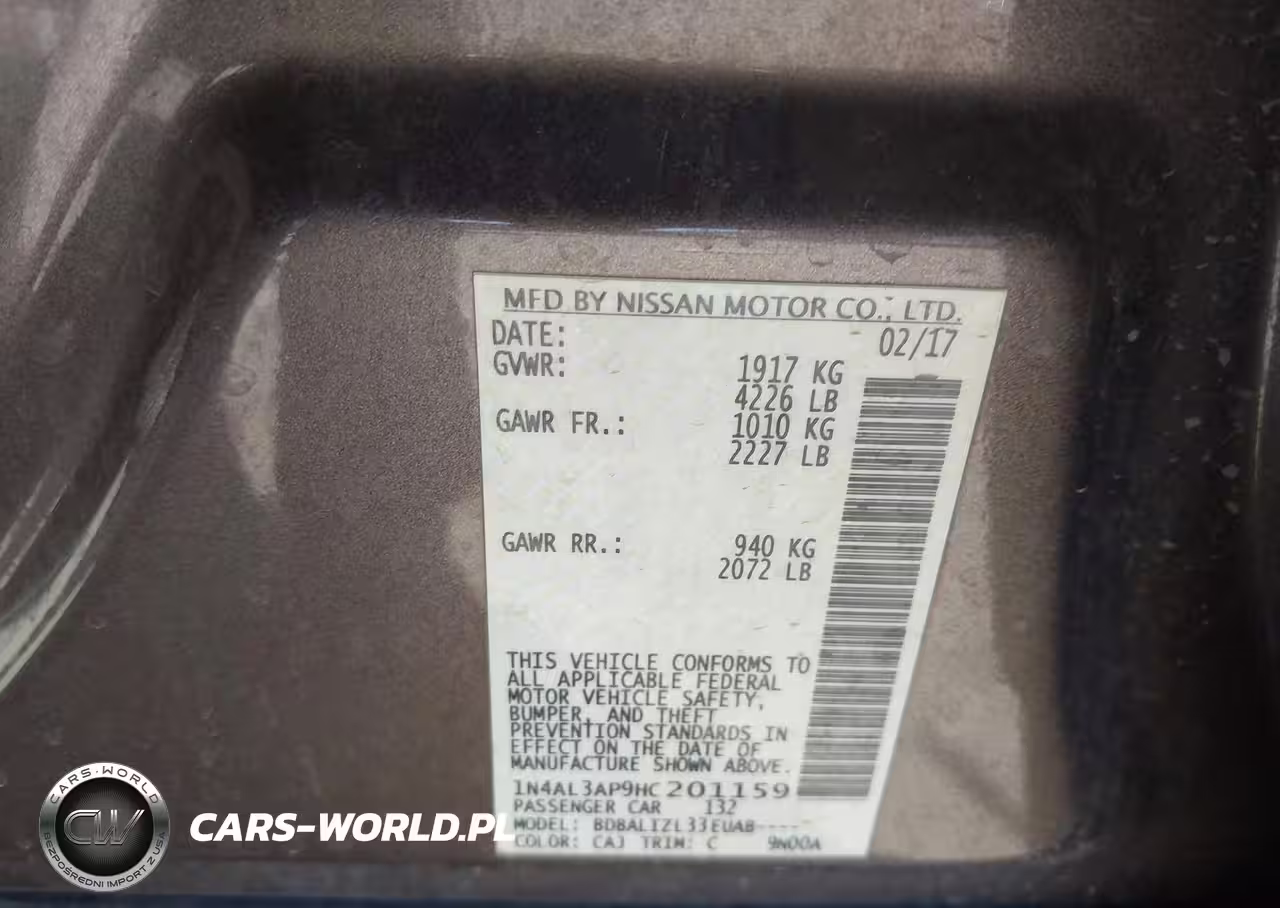 MFD BY NISSAN MOTOR CO., LTD.
DATE: 02/17
GVWR: 1917 KG
4226 LB
GAWR FR.: 1010 KG
2227 LB
GAWR RR.: 940 KG
2072 LB
THIS VEHICLE CONFORMS TO
ALL APPLICABLE FEDERAL
MOTOR VEHICLE SAFETY,
BUMPER, AND THEFT
PREVENTION STANDARDS IN
EFFECT ON THE DATE OF
MANUFACTURE SHOWN ABOVE.
1N4AL3AP9HC201159
PASSENGER CAR 132
MODEL: BDBALIZL33EUAB-----
COLOR: CAJ TRIM: C 9N00A
CARS-WORLD
CW
BEZPOŚREDNI IMPORT Z USA
CARS-WORLD.PL